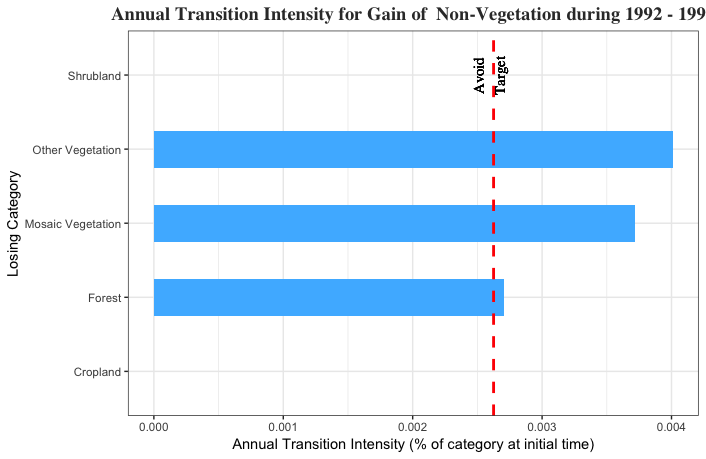 Annual Transition Intensity for Gain of  Non-Vegetation during 1992 - 199
Avoid
Target
Shrubland
Other Vegetation
Mosaic Vegetation
Forest
Cropland
Losing Category
0.000
0.001
0.002
0.003
0.004
Annual Transition Intensity (% of category at initial time)